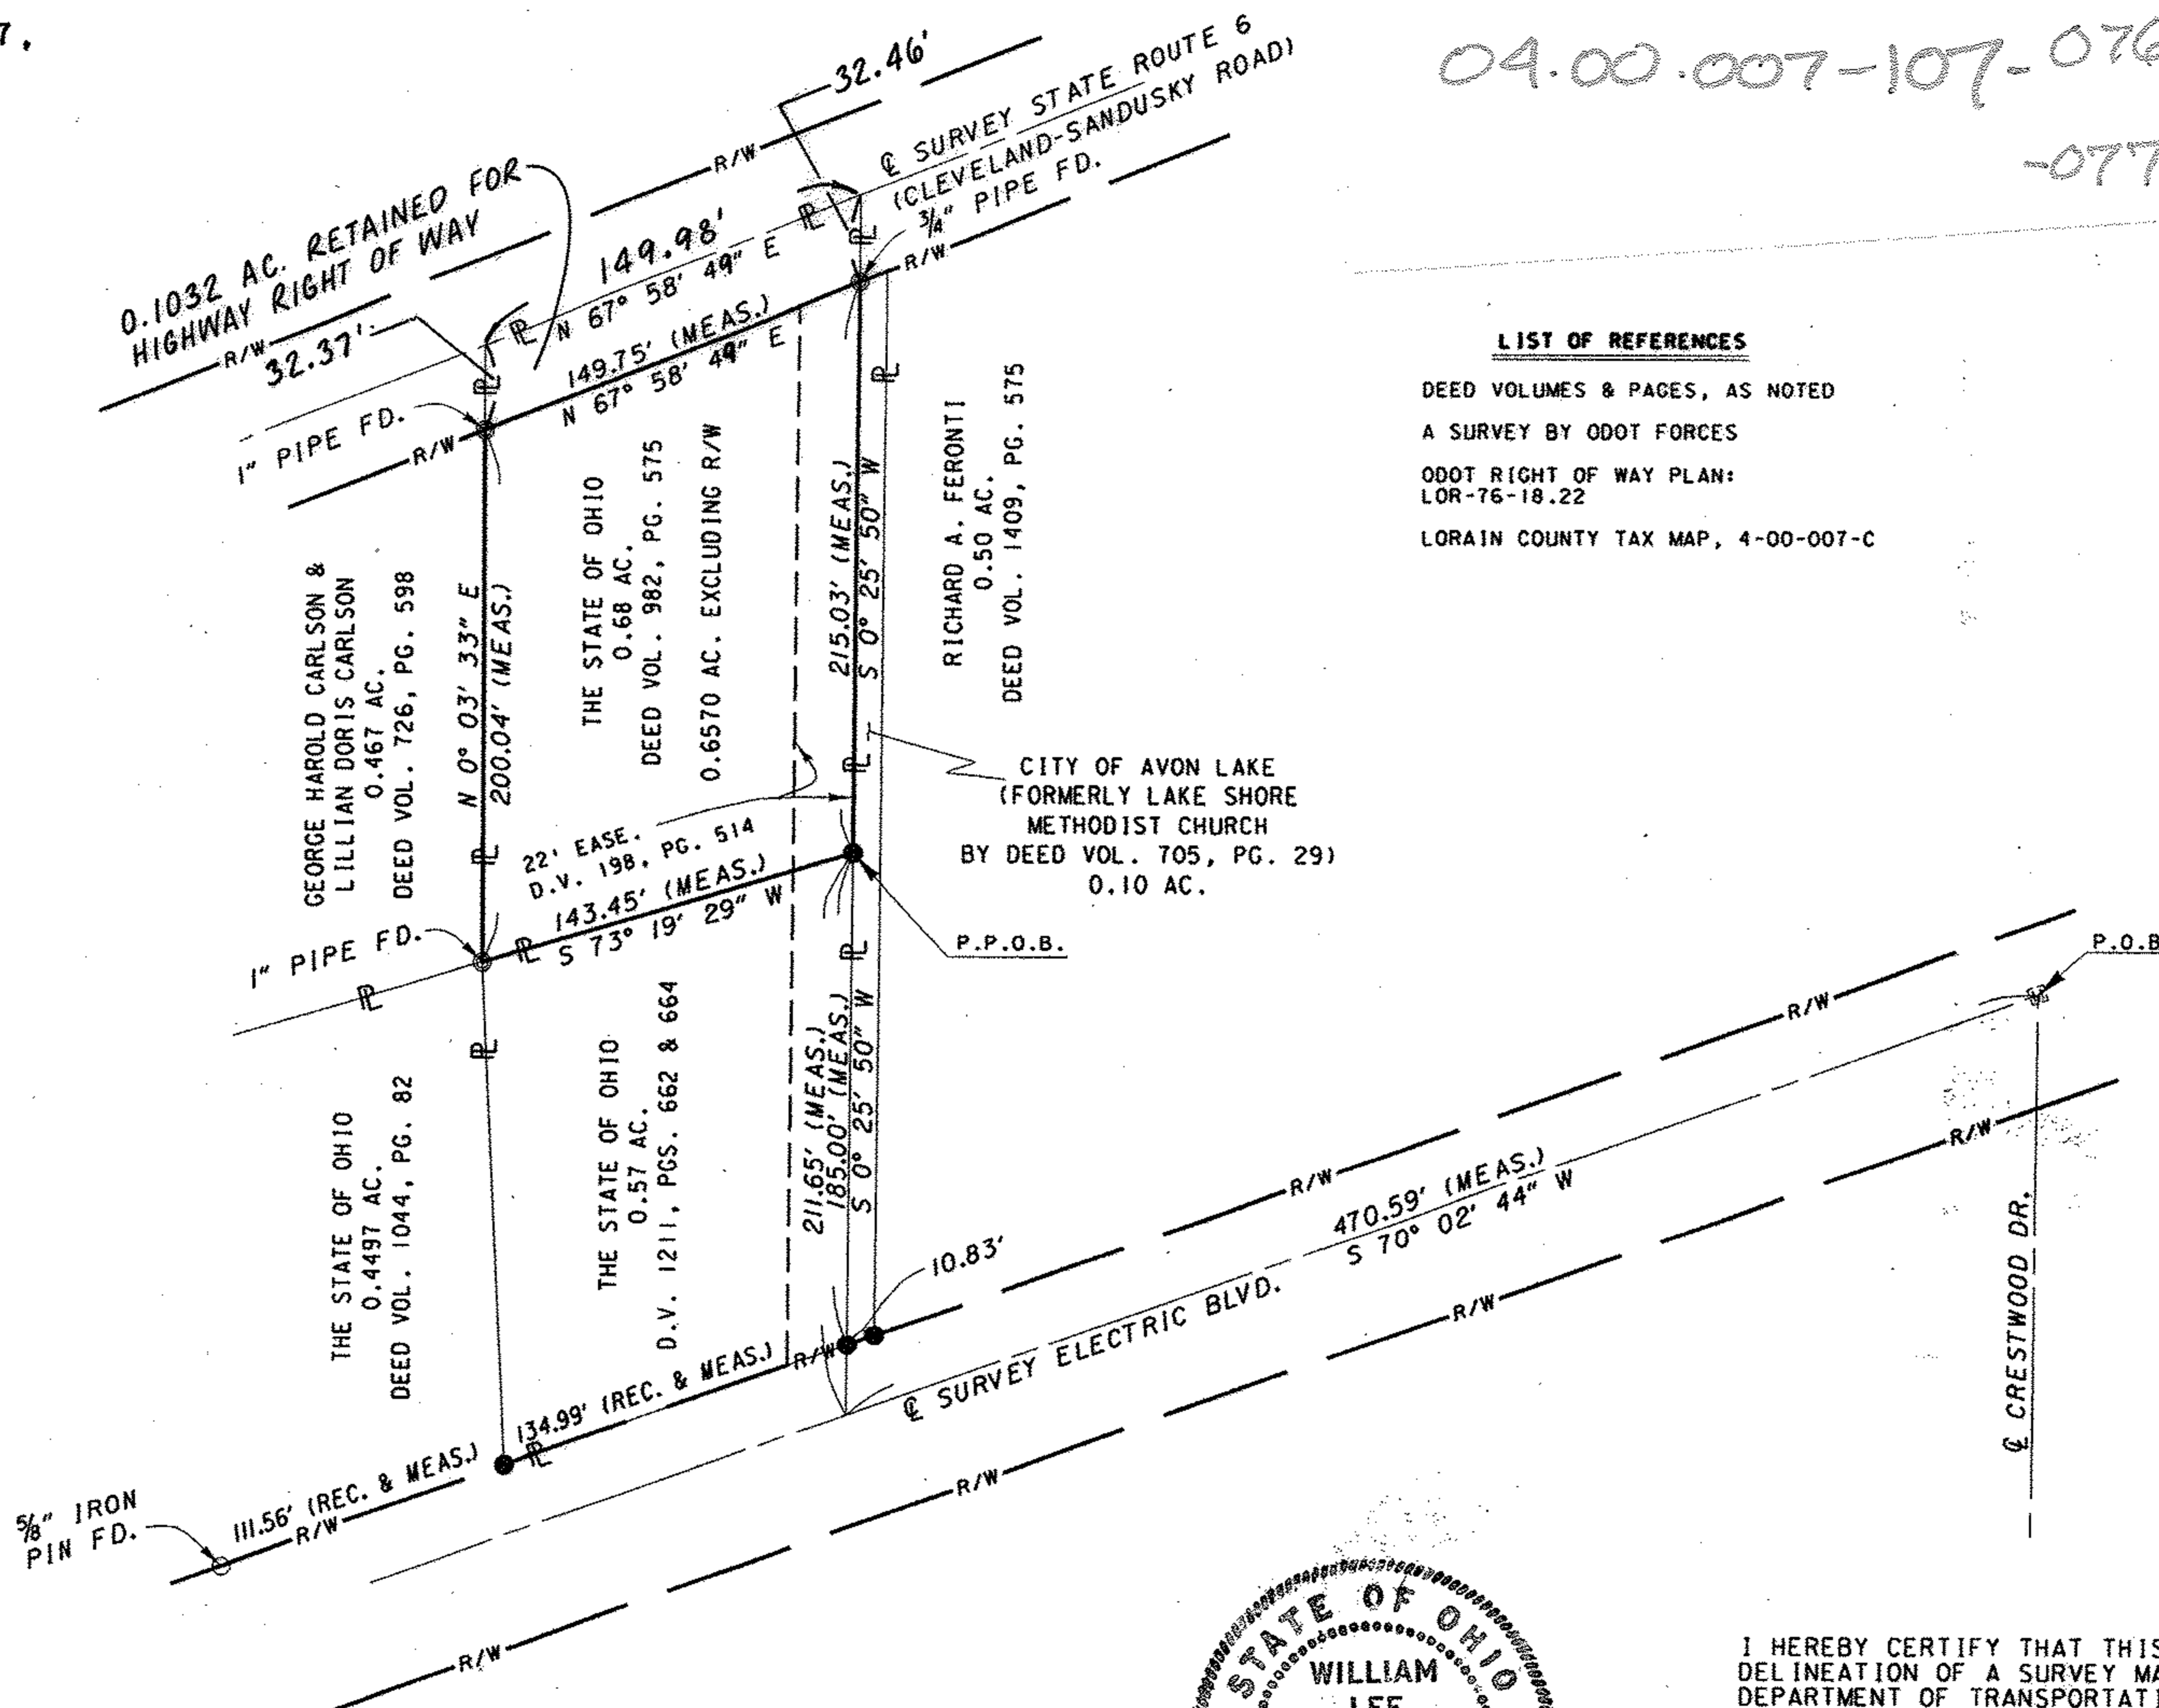 7.
04.00.007-107-076
-077
32.46'
℄ SURVEY STATE ROUTE 6
(CLEVELAND-SANDUSKY ROAD)
3/4" PIPE FD.
R/W
R/W
0.1032 AC. RETAINED FOR
HIGHWAY RIGHT OF WAY
R/W
32.37'
149.98'
N 67° 58' 49" E
149.75' (MEAS.)
N 67° 58' 49" E
1" PIPE FD.
R/W
LIST OF REFERENCES
DEED VOLUMES & PAGES, AS NOTED
A SURVEY BY ODOT FORCES
ODOT RIGHT OF WAY PLAN:
LOR-76-18.22
LORAIN COUNTY TAX MAP, 4-00-007-C
GEORGE HAROLD CARLSON &
LILLIAN DORIS CARLSON
0.467 AC.
DEED VOL. 726, PG. 598
N 0° 03' 33" E
200.04' (MEAS.)
THE STATE OF OHIO
0.68 AC.
DEED VOL. 982, PG. 575
0.6570 AC. EXCLUDING R/W
215.03' (MEAS.)
S 0° 25' 50" W
RICHARD A. FERONTI
0.50 AC.
DEED VOL. 1409, PG. 575
CITY OF AVON LAKE
(FORMERLY LAKE SHORE
METHODIST CHURCH
BY DEED VOL. 705, PG. 29)
0.10 AC.
22' EASE.
D.V. 198, PG. 514
143.45' (MEAS.)
S 73° 19' 29" W
1" PIPE FD.
P.P.O.B.
P.O.B
THE STATE OF OHIO
0.4497 AC.
DEED VOL. 1044, PG. 82
THE STATE OF OHIO
0.57 AC.
D.V. 1211, PGS. 662 & 664
211.65' (MEAS.)
185.00' (MEAS.)
S 0° 25' 50" W
10.83'
R/W
R/W
R/W
470.59' (MEAS.)
S 70° 02' 44" W
℄ SURVEY ELECTRIC BLVD.
℄ CRESTWOOD DR.
R/W
R/W
134.99' (REC. & MEAS.)
111.56' (REC. & MEAS.)
R/W
5/8" IRON
PIN FD.
R/W
R/W
STATE OF OHIO
WILLIAM
LEE
I HEREBY CERTIFY THAT THIS
DELINEATION OF A SURVEY MA
DEPARTMENT OF TRANSPORTATI